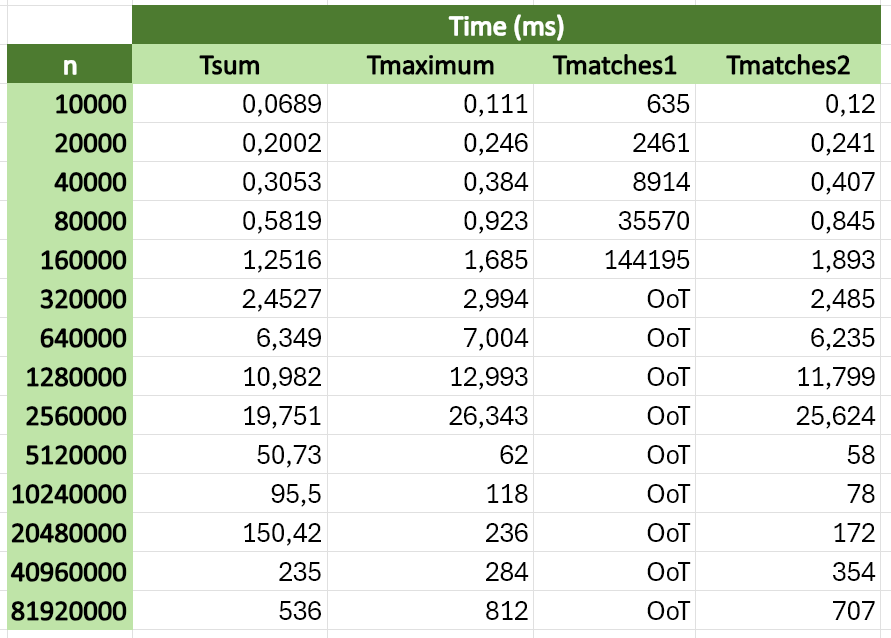 Time (ms)
n Tsum Tmaximum Tmatches1 Tmatches2
10000 0,0689 0,111 635 0,12
20000 0,2002 0,246 2461 0,241
40000 0,3053 0,384 8914 0,407
80000 0,5819 0,923 35570 0,845
160000 1,2516 1,685 144195 1,893
320000 2,4527 2,994 OoT 2,485
640000 6,349 7,004 OoT 6,235
1280000 10,982 12,993 OoT 11,799
2560000 19,751 26,343 OoT 25,624
5120000 50,73 62 OoT 58
10240000 95,5 118 OoT 78
20480000 150,42 236 OoT 172
40960000 235 284 OoT 354
81920000 536 812 OoT 707